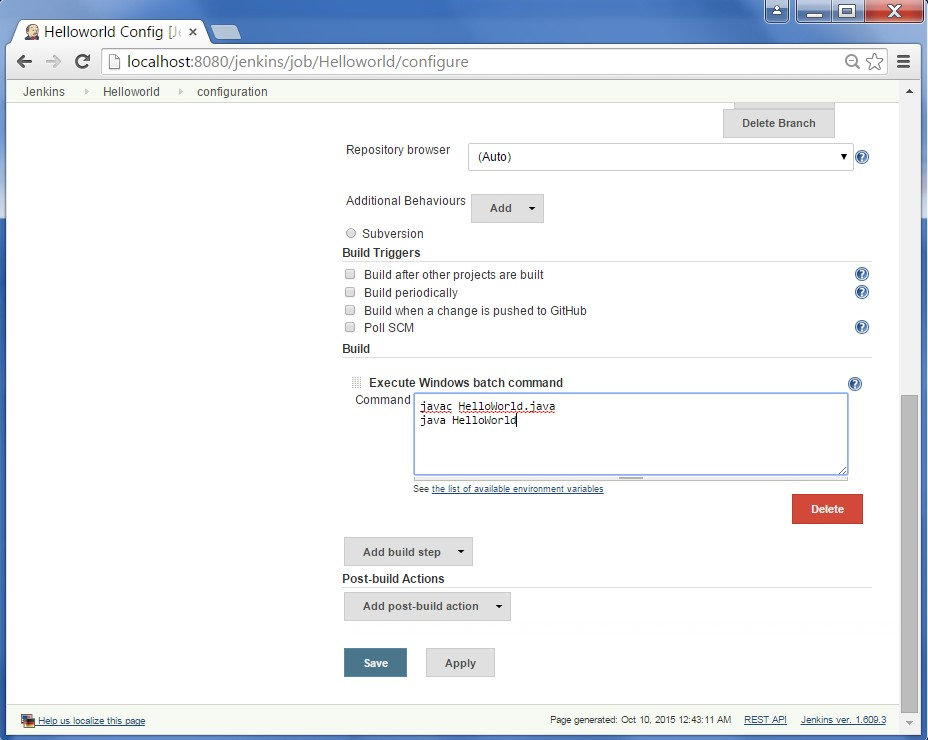 Helloworld Config [J
localhost:8080/jenkins/job/Helloworld/configure
Jenkins Helloworld configuration
Delete Branch
Repository browser (Auto)
Additional Behaviours Add
Subversion
Build Triggers
Build after other projects are built
Build periodically
Build when a change is pushed to GitHub
Poll SCM
Build
Execute Windows batch command
Command javac HelloWorld.java
java HelloWorld
See the list of available environment variables
Delete
Add build step
Post-build Actions
Add post-build action
Save Apply
Help us localize this page Page generated: Oct 10, 2015 12:43:11 AM REST API Jenkins ver. 1.609.3